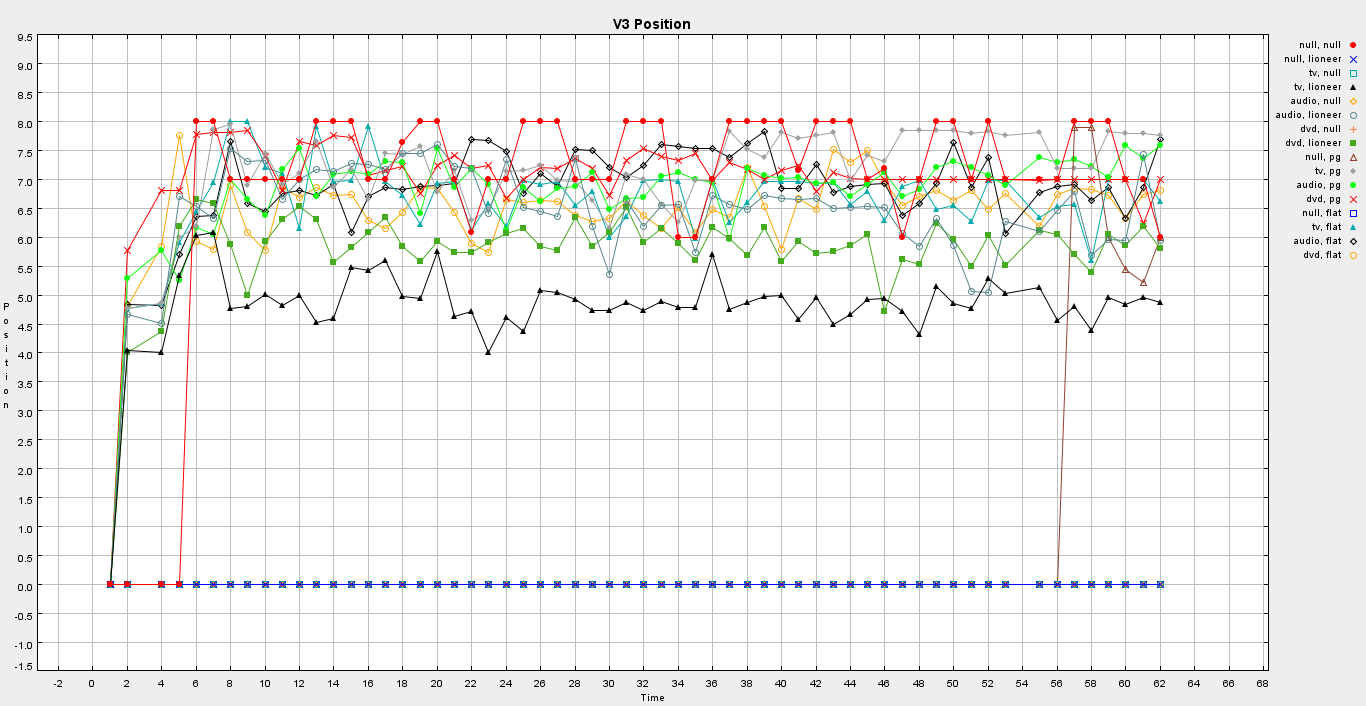 V3 Position
9.5
9.0
8.5
8.0
7.5
7.0
6.5
6.0
5.5
5.0
4.5
4.0
3.5
3.0
2.5
2.0
1.5
1.0
0.5
0.0
-0.5
-1.0
-1.5
Position
-2 0 2 4 6 8 10 12 14 16 18 20 22 24 26 28 30 32 34 36 38 40 42 44 46 48 50 52 54 56 58 60 62 64 66 68
Time
null, null
null, lioneer
tv, null
tv, lioneer
audio, null
audio, lioneer
dvd, null
dvd, lioneer
null, pg
tv, pg
audio, pg
dvd, pg
null, flat
tv, flat
audio, flat
dvd, flat